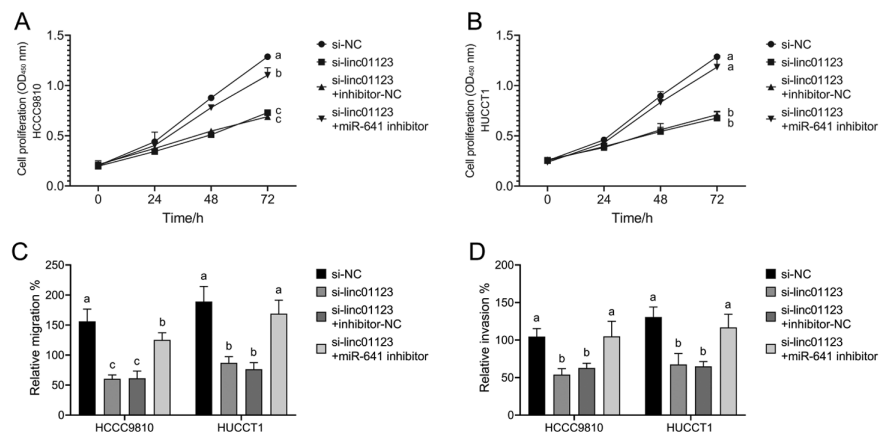 A
Cell proliferation (OD450 nm)
HCCC9810
1.5
1.0
0.5
0.0
0
24
48
72
Time/h
a
b
c
c
si-NC
si-linc01123
si-linc01123
+inhibitor-NC
si-linc01123
+miR-641 inhibitor
B
Cell proliferation (OD450 nm)
HUCCT1
1.5
1.0
0.5
0.0
0
24
48
72
Time/h
a
a
b
b
si-NC
si-linc01123
si-linc01123
+inhibitor-NC
si-linc01123
+miR-641 inhibitor
C
Relative migration %
250
200
150
100
50
0
a
c
c
b
a
b
b
a
HCCC9810
HUCCT1
si-NC
si-linc01123
si-linc01123
+inhibitor-NC
si-linc01123
+miR-641 inhibitor
D
Relative invasion %
200
150
100
50
0
a
b
b
a
a
b
b
a
HCCC9810
HUCCT1
si-NC
si-linc01123
si-linc01123
+inhibitor-NC
si-linc01123
+miR-641 inhibitor